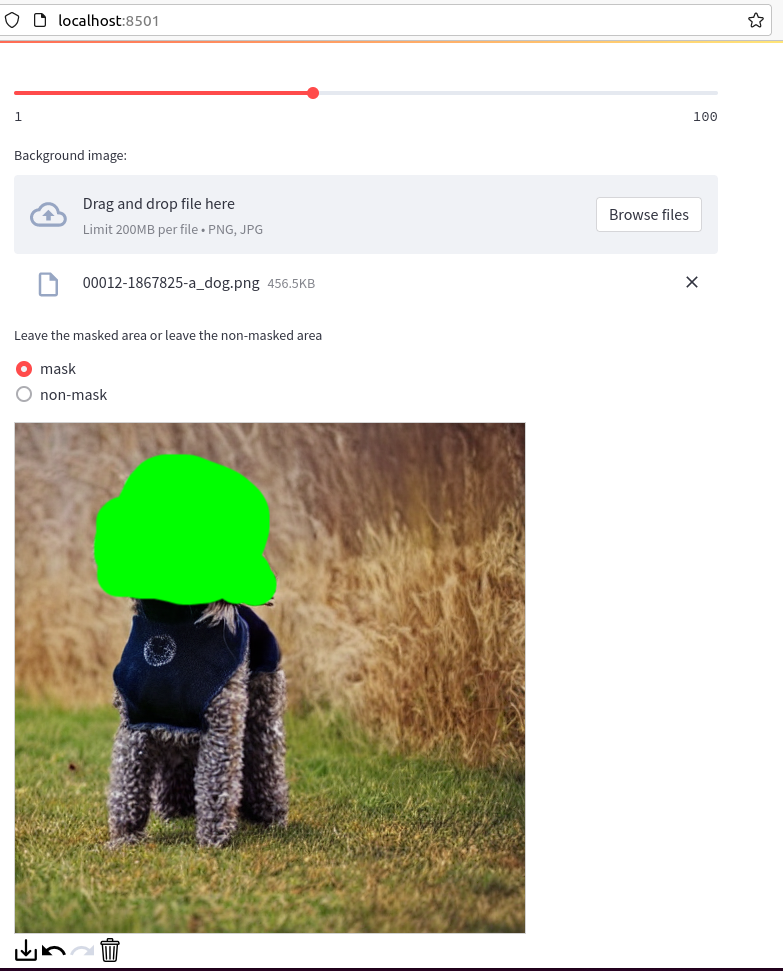 localhost:8501
1
100
Background image:
Drag and drop file here
Limit 200MB per file • PNG, JPG
Browse files
00012-1867825-a_dog.png 456.5KB
Leave the masked area or leave the non-masked area
mask
non-mask